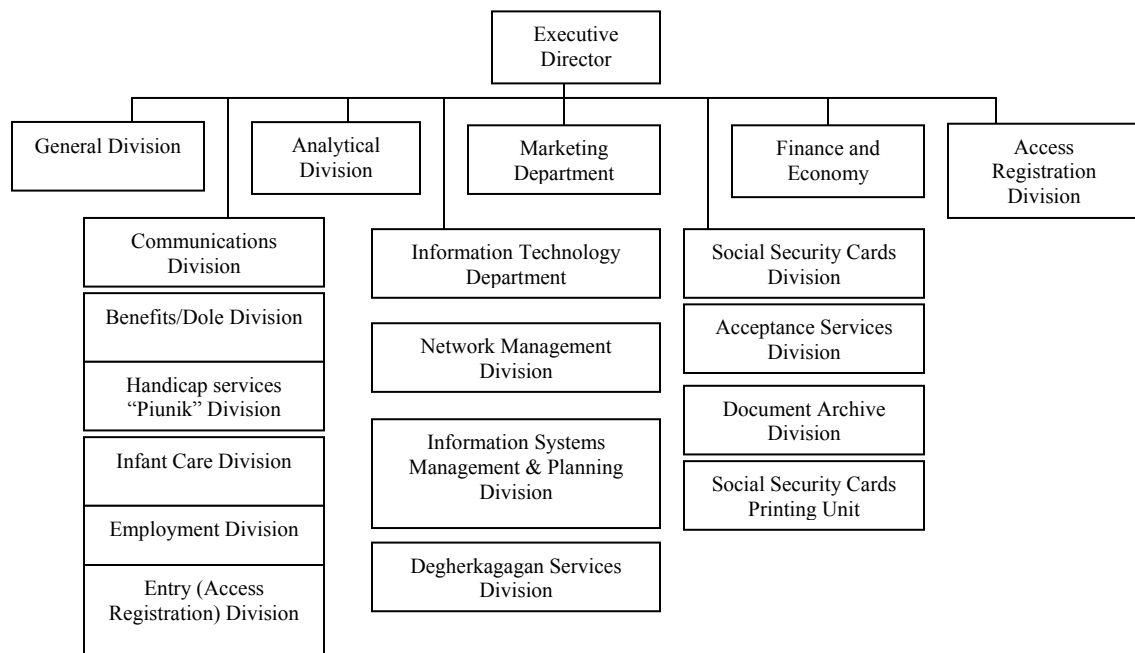 Executive
Director
General Division
Analytical
Division
Marketing
Department
Finance and
Economy
Access
Registration
Division
Communications
Division
Benefits/Dole Division
Handicap services
“Piunik” Division
Infant Care Division
Employment Division
Entry (Access
Registration) Division
Information Technology
Department
Network Management
Division
Information Systems
Management & Planning
Division
Degherkagagan Services
Division
Social Security Cards
Division
Acceptance Services
Division
Document Archive
Division
Social Security Cards
Printing Unit